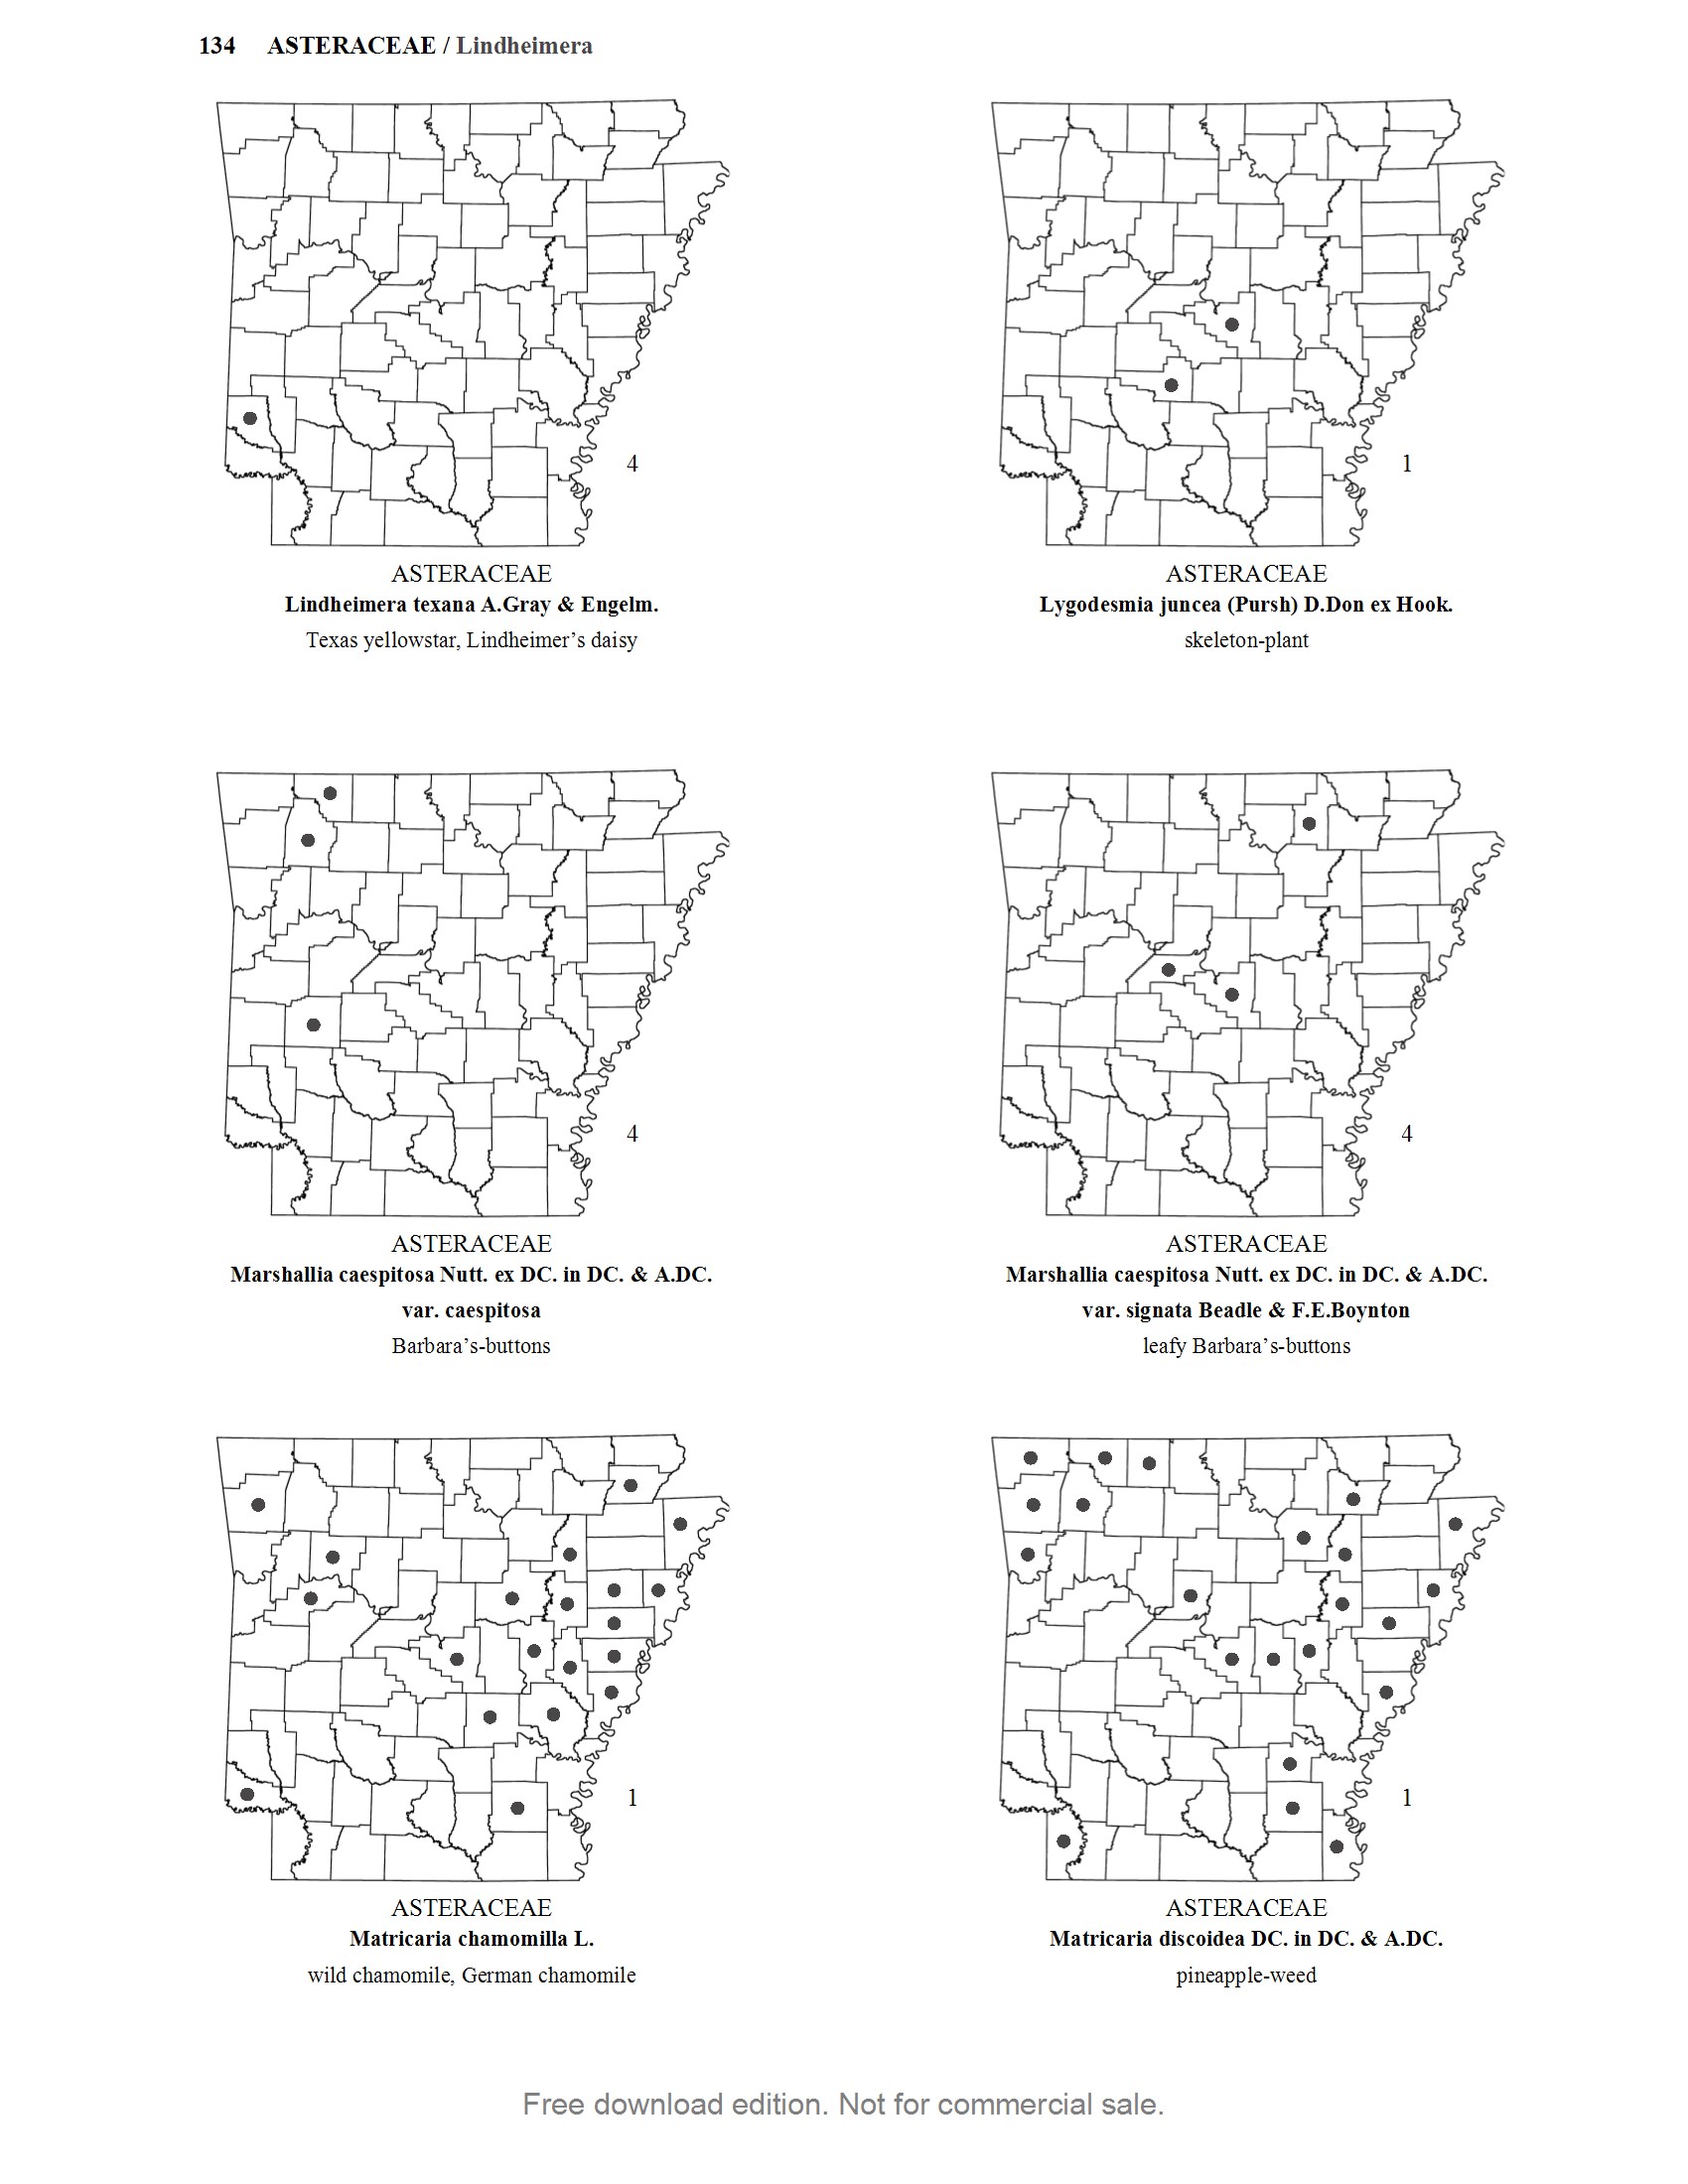 134 ASTERACEAE / Lindheimera
4
ASTERACEAE
Lindheimera texana A.Gray & Engelm.
Texas yellowstar, Lindheimer’s daisy
1
ASTERACEAE
Lygodesmia juncea (Pursh) D.Don ex Hook.
skeleton-plant
4
ASTERACEAE
Marshallia caespitosa Nutt. ex DC. in DC. & A.DC.
var. caespitosa
Barbara’s-buttons
4
ASTERACEAE
Marshallia caespitosa Nutt. ex DC. in DC. & A.DC.
var. signata Beadle & F.E.Boynton
leafy Barbara’s-buttons
1
ASTERACEAE
Matricaria chamomilla L.
wild chamomile, German chamomile
1
ASTERACEAE
Matricaria discoidea DC. in DC. & A.DC.
pineapple-weed
Free download edition. Not for commercial sale.